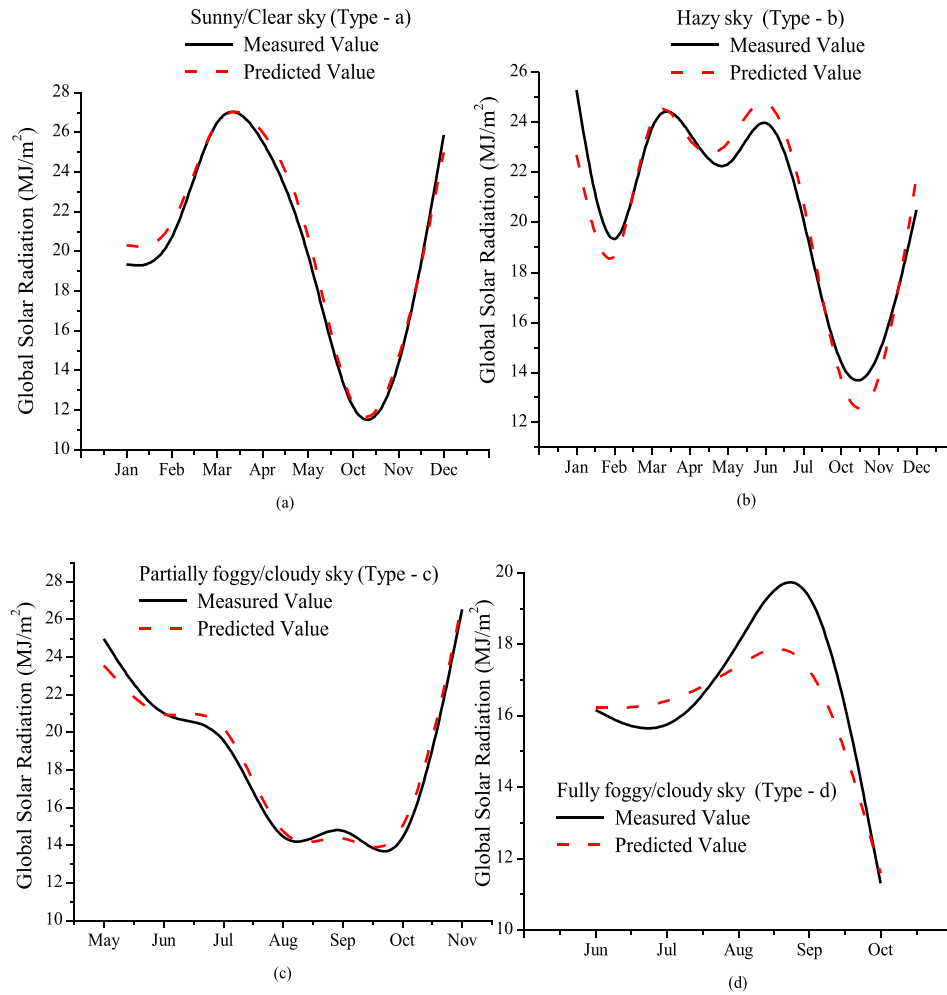 Sunny/Clear sky (Type - a)
Measured Value
Predicted Value
Global Solar Radiation (MJ/m²)
28
26
24
22
20
18
16
14
12
10
Jan Feb Mar Apr May Oct Nov Dec
(a)
Hazy sky (Type - b)
Measured Value
Predicted Value
Global Solar Radiation (MJ/m²)
26
24
22
20
18
16
14
12
Jan Feb Mar Apr May Jun Jul Oct Nov Dec
(b)
Partially foggy/cloudy sky (Type - c)
Measured Value
Predicted Value
Global Solar Radiation (MJ/m²)
28
26
24
22
20
18
16
14
12
10
May Jun Jul Aug Sep Oct Nov
(c)
Fully foggy/cloudy sky (Type - d)
Measured Value
Predicted Value
Global Solar Radiation (MJ/m²)
20
18
16
14
12
10
Jun Jul Aug Sep Oct
(d)